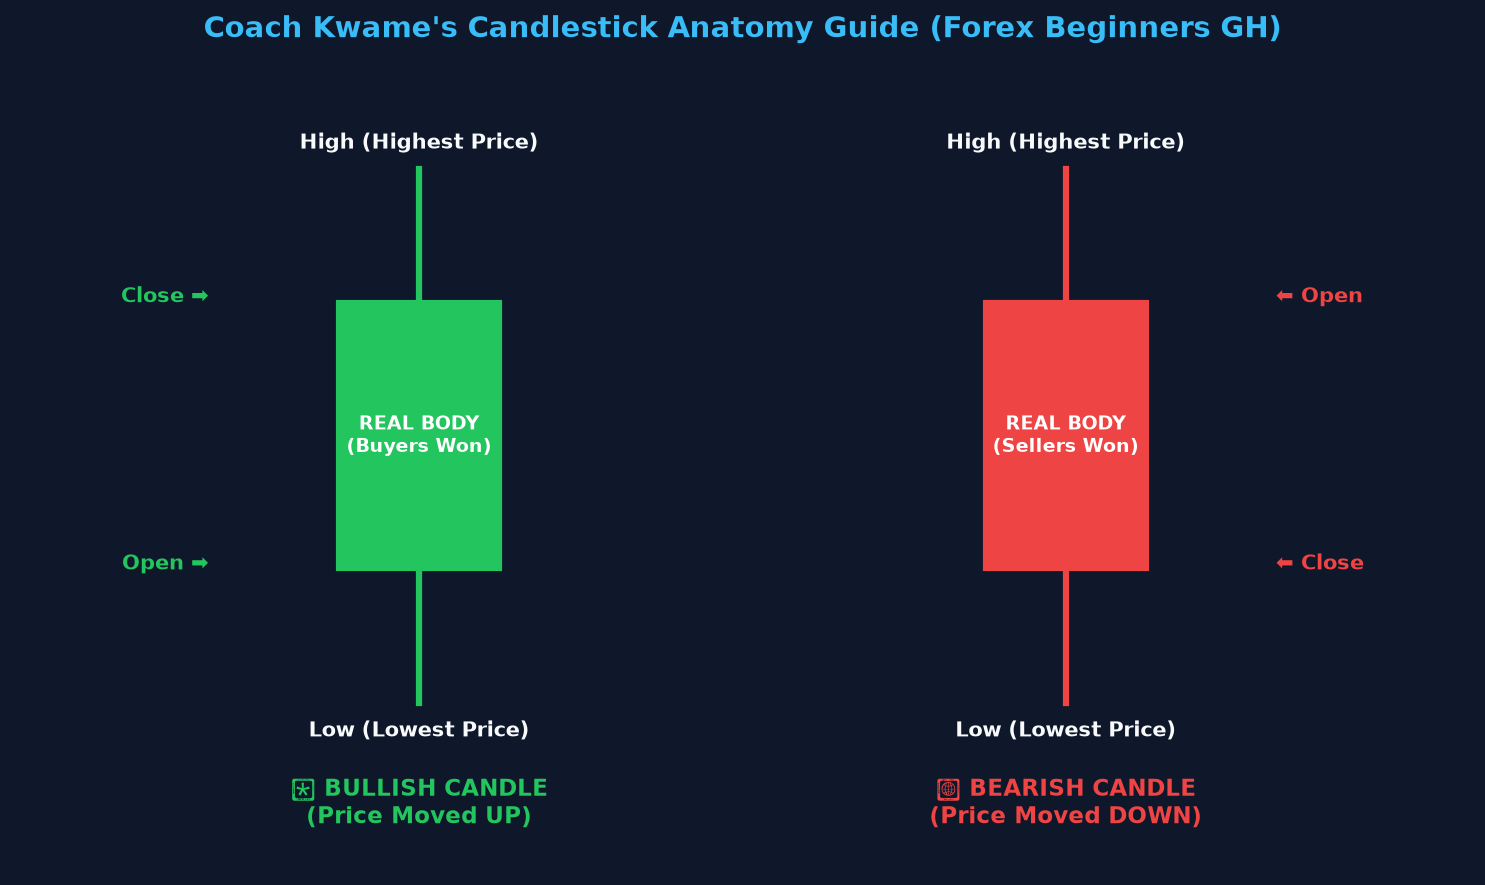 Coach Kwame's Candlestick Anatomy Guide (Forex Beginners GH)
High (Highest Price)
Close ➡
REAL BODY
(Buyers Won)
Open ➡
Low (Lowest Price)
BULLISH CANDLE
(Price Moved UP)
High (Highest Price)
⬅ Open
REAL BODY
(Sellers Won)
⬅ Close
Low (Lowest Price)
BEARISH CANDLE
(Price Moved DOWN)